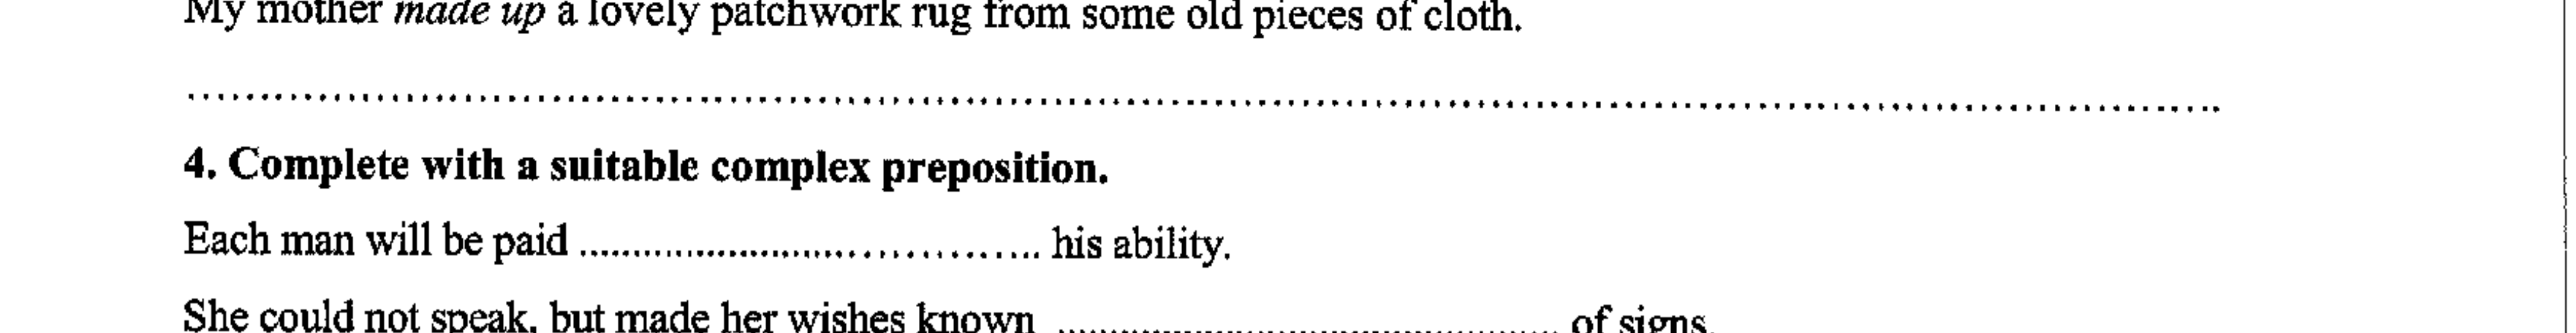 My mother made up a lovely patchwork rug from some old pieces of cloth.
................................................................................
4. Complete with a suitable complex preposition.
Each man will be paid .................................... his ability.
She could not speak, but made her wishes known .................................... of signs.